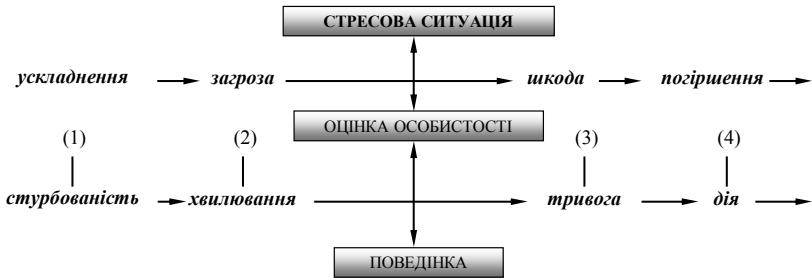 СТРЕСОВА СИТУАЦІЯ
ускладнення загроза шкода погіршення
ОЦІНКА ОСОБИСТОСТІ
(1) (2) (3) (4)
стурбованість хвилювання тривога дія
ПОВЕДІНКА